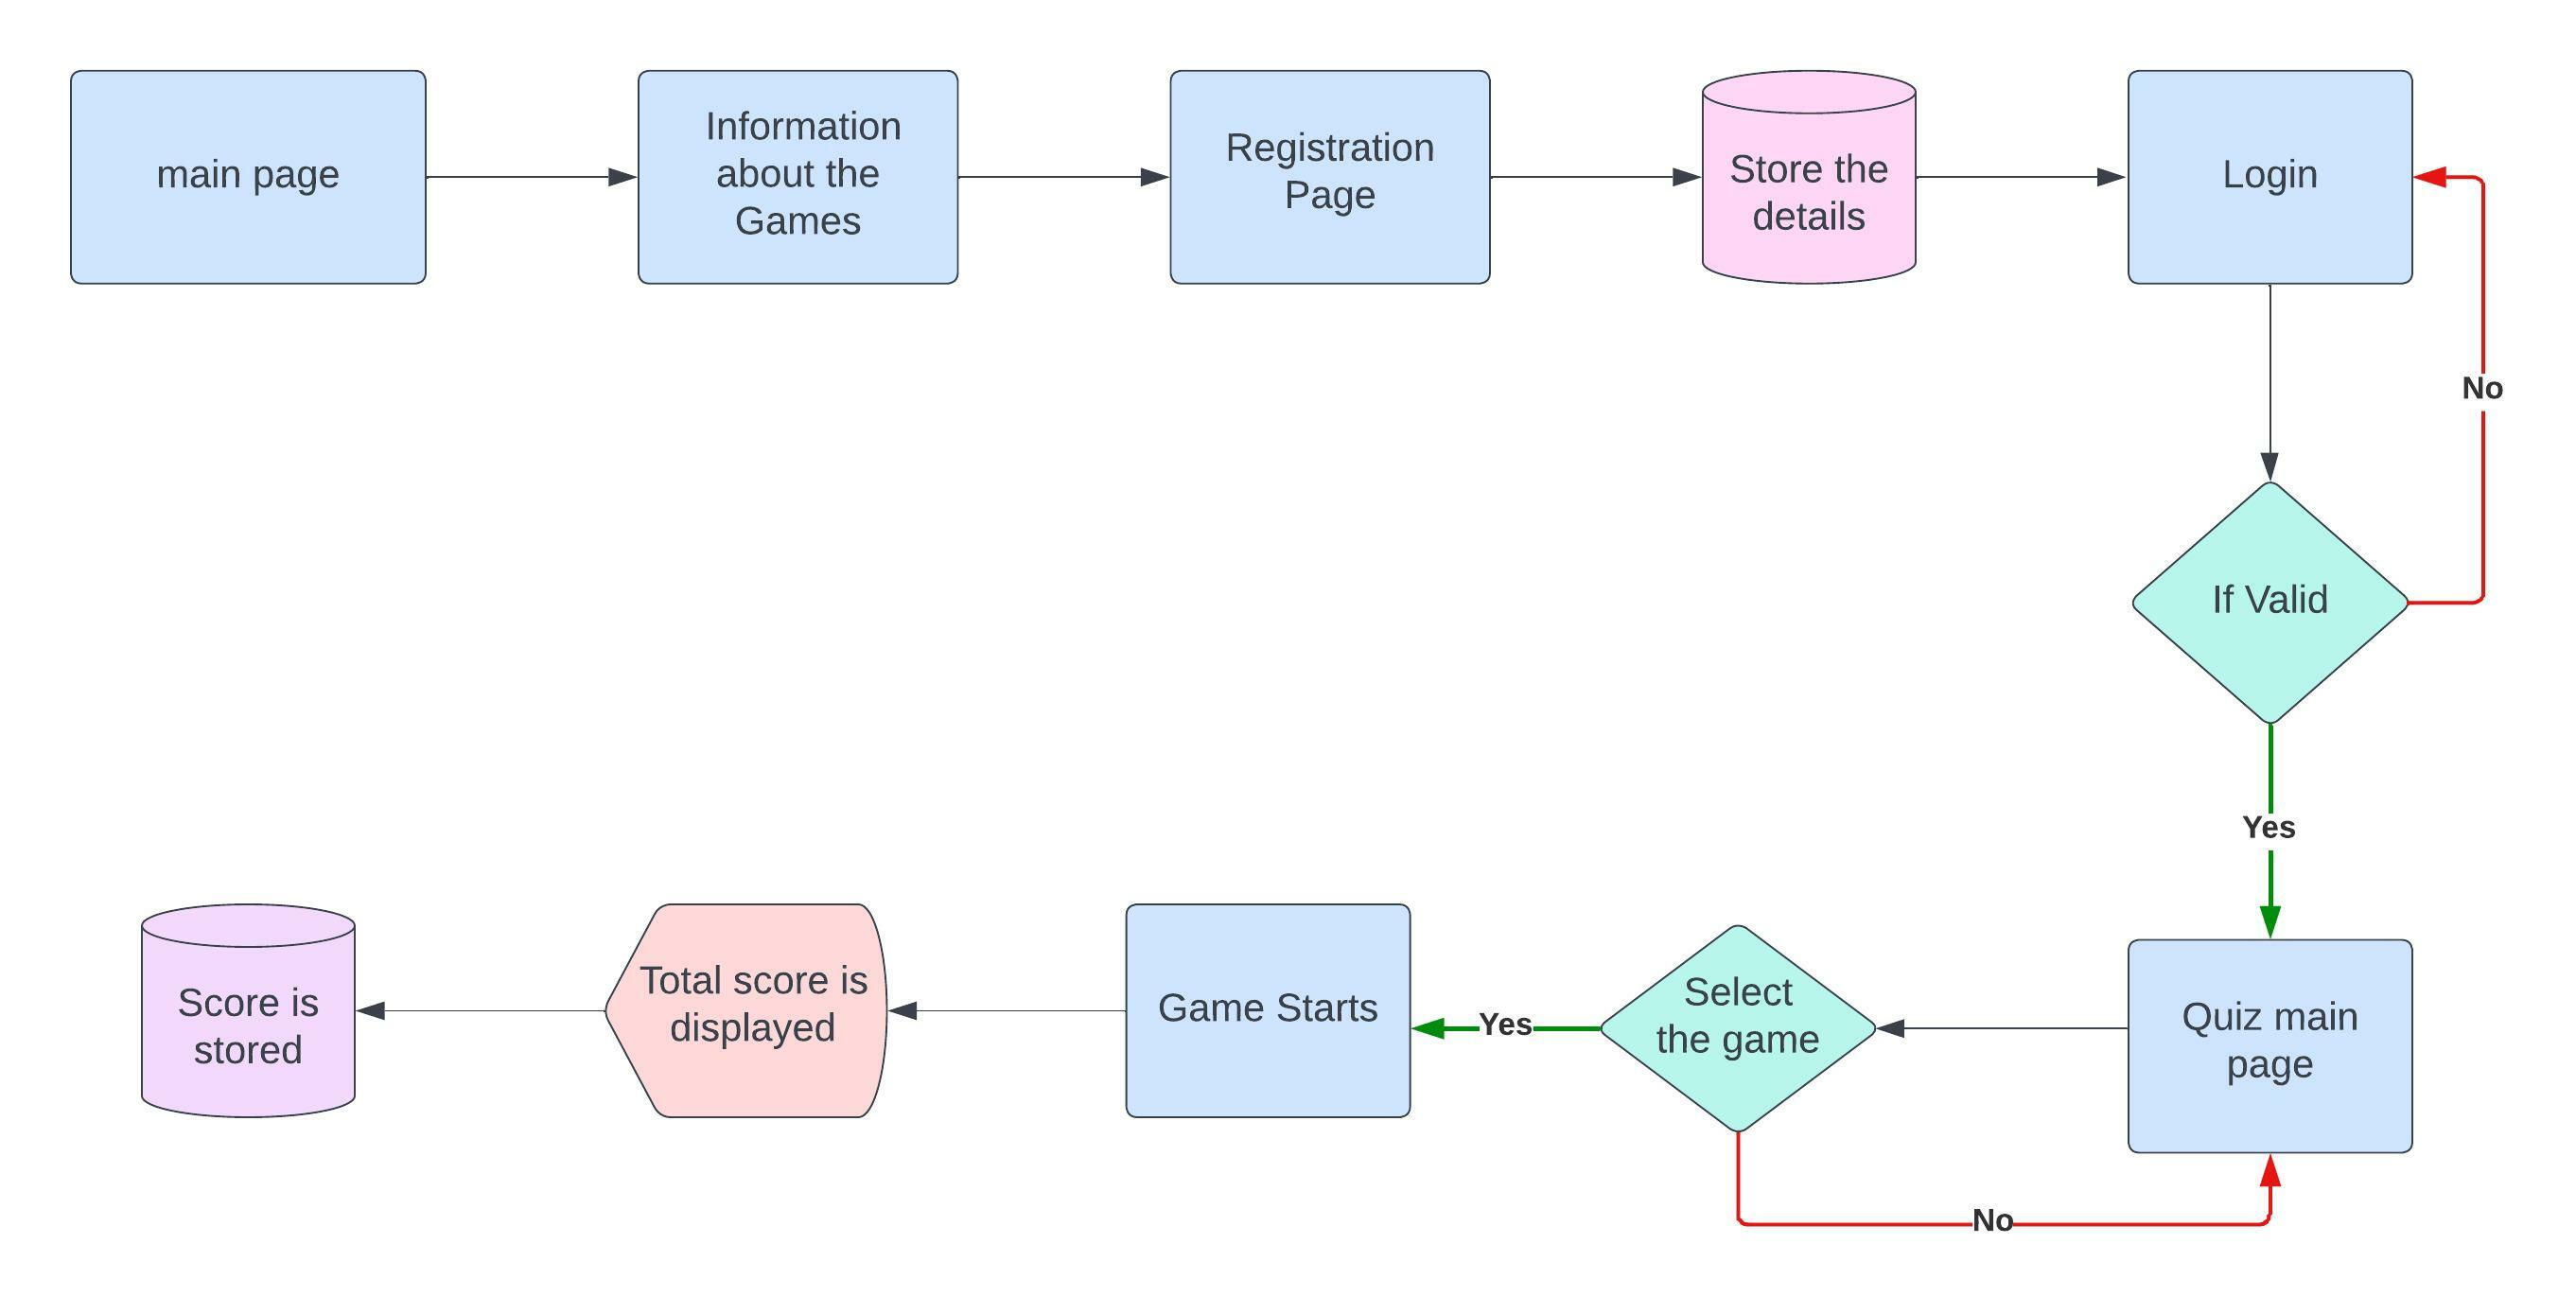 main page
Information
about the
Games
Registration
Page
Store the
details
Login
No
If Valid
Yes
Quiz main
page
Select
the game
Yes
No
Game Starts
Total score is
displayed
Score is
stored